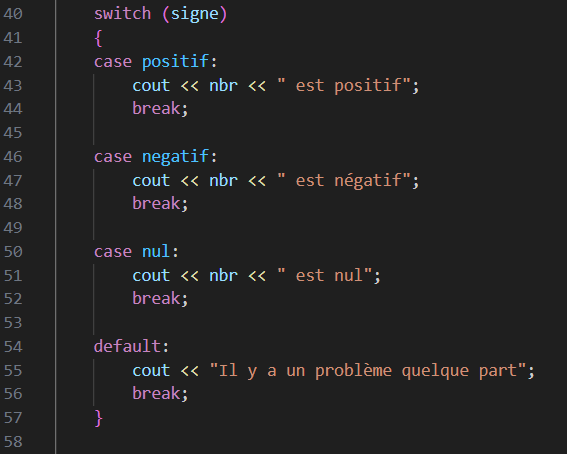 40 switch (signe)
41 {
42 case positif:
43 cout << nbr << " est positif";
44 break;
45
46 case negatif:
47 cout << nbr << " est négatif";
48 break;
49
50 case nul:
51 cout << nbr << " est nul";
52 break;
53
54 default:
55 cout << "Il y a un problème quelque part";
56 break;
57 }
58